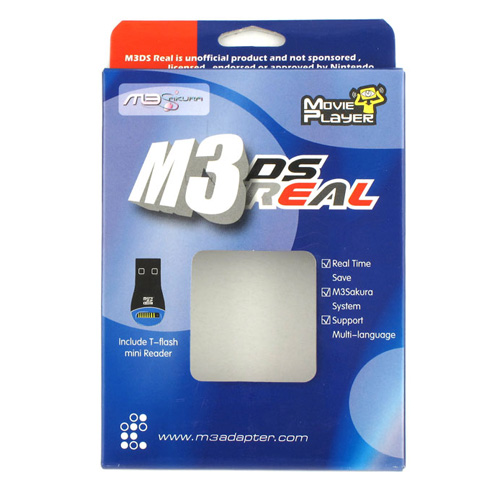 M3DS Real is unofficial product and not sponsored ,
licensed , endorsed or approved by Nintendo
M3 SAKURA
MOVIE
PLAYER
M3 DS
REAL
Real Time
Save
M3Sakura
System
Support
Multi-language
Include T-flash
mini Reader
www.m3adapter.com